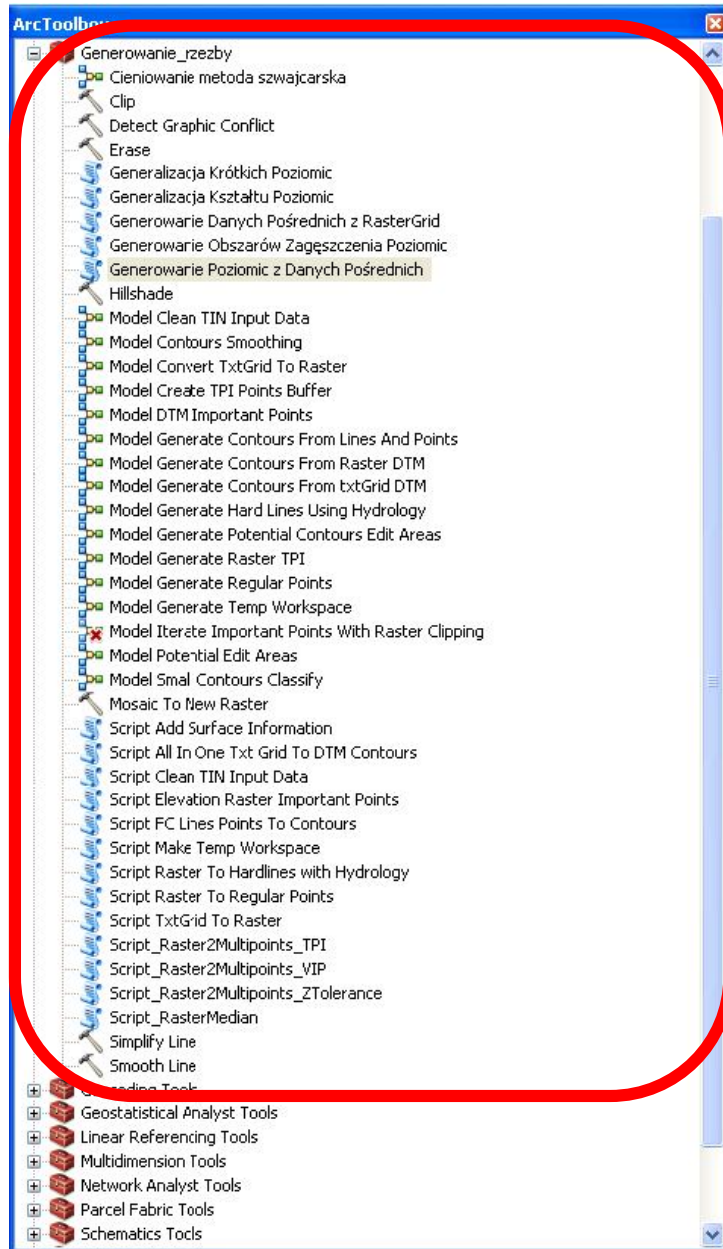 ArcToolbox
Generowanie_rzezby
Cieniowanie metoda szwajcarska
Clip
Detect Graphic Conflict
Erase
Generalizacja Krótkich Poziomic
Generalizacja Kształtu Poziomic
Generowanie Danych Pośrednich z RasterGrid
Generowanie Obszarów Zagęszczenia Poziomic
Generowanie Poziomic z Danych Pośrednich
Hillshade
Model Clean TIN Input Data
Model Contours Smoothing
Model Convert TxtGrid To Raster
Model Create TPI Points Buffer
Model DTM Important Points
Model Generate Contours From Lines And Points
Model Generate Contours From Raster DTM
Model Generate Contours From txtGrid DTM
Model Generate Hard Lines Using Hydrology
Model Generate Potential Contours Edit Areas
Model Generate Raster TPI
Model Generate Regular Points
Model Generate Temp Workspace
Model Iterate Important Points With Raster Clipping
Model Potential Edit Areas
Model Smal Contours Classify
Mosaic To New Raster
Script Add Surface Information
Script All In One Txt Grid To DTM Contours
Script Clean TIN Input Data
Script Elevation Raster Important Points
Script FC Lines Points To Contours
Script Make Temp Workspace
Script Raster To Hardlines with Hydrology
Script Raster To Regular Points
Script TxtGrid To Raster
Script_Raster2Multipoints_TPI
Script_Raster2Multipoints_VIP
Script_Raster2Multipoints_ZTolerance
Script_RasterMedian
Simplify Line
Smooth Line
Geocoding Tools
Geostatistical Analyst Tools
Linear Referencing Tools
Multidimension Tools
Network Analyst Tools
Parcel Fabric Tools
Schematics Tools